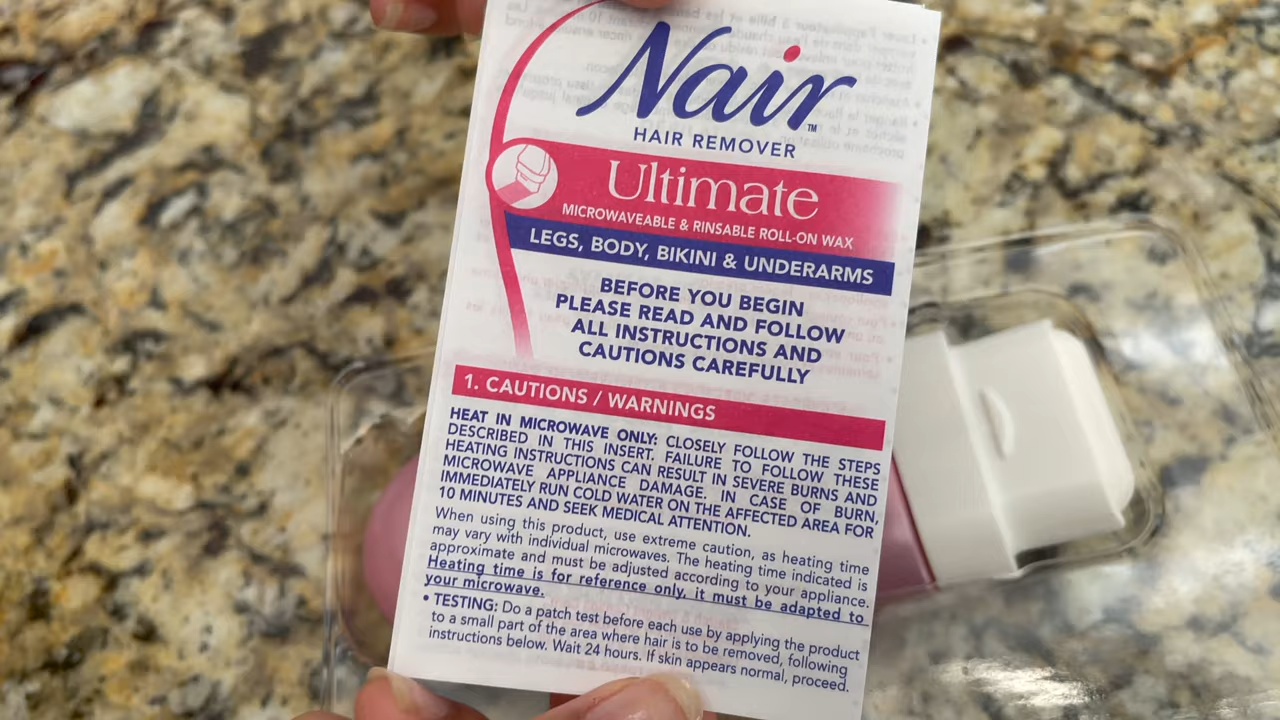 Nair™
HAIR REMOVER
Ultimate
MICROWAVEABLE & RINSABLE ROLL-ON WAX
LEGS, BODY, BIKINI & UNDERARMS
BEFORE YOU BEGIN
PLEASE READ AND FOLLOW
ALL INSTRUCTIONS AND
CAUTIONS CAREFULLY
1. CAUTIONS / WARNINGS
HEAT IN MICROWAVE ONLY: CLOSELY FOLLOW THE STEPS
DESCRIBED IN THIS INSERT. FAILURE TO FOLLOW THESE
HEATING INSTRUCTIONS CAN RESULT IN SEVERE BURNS AND
MICROWAVE APPLIANCE DAMAGE. IN CASE OF BURN,
IMMEDIATELY RUN COLD WATER ON THE AFFECTED AREA FOR
10 MINUTES AND SEEK MEDICAL ATTENTION.
When using this product, use extreme caution, as heating time
may vary with individual microwaves. The heating time indicated is
approximate and must be adjusted according to your appliance.
Heating time is for reference only, it must be adapted to
your microwave.
• TESTING: Do a patch test before each use by applying the product
to a small part of the area where hair is to be removed, following
instructions below. Wait 24 hours. If skin appears normal, proceed.